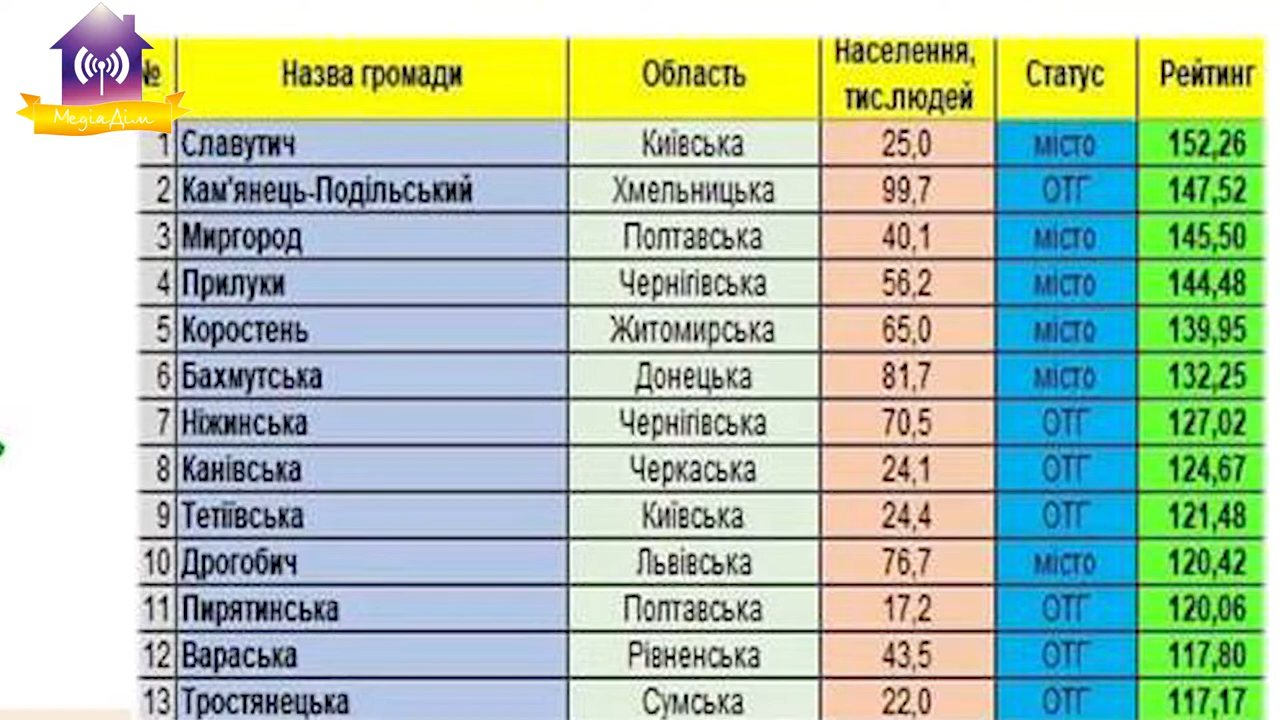 МедіаДім
№ Назва громади Область Населення, тис.людей Статус Рейтинг
1 Славутич Київська 25,0 місто 152,26
2 Кам'янець-Подільський Хмельницька 99,7 ОТГ 147,52
3 Миргород Полтавська 40,1 місто 145,50
4 Прилуки Чернігівська 56,2 місто 144,48
5 Коростень Житомирська 65,0 місто 139,95
6 Бахмутська Донецька 81,7 місто 132,25
7 Ніжинська Чернігівська 70,5 ОТГ 127,02
8 Канівська Черкаська 24,1 ОТГ 124,67
9 Тетіївська Київська 24,4 ОТГ 121,48
10 Дрогобич Львівська 76,7 місто 120,42
11 Пирятинська Полтавська 17,2 ОТГ 120,06
12 Вараська Рівненська 43,5 ОТГ 117,80
13 Тростянецька Сумська 22,0 ОТГ 117,17